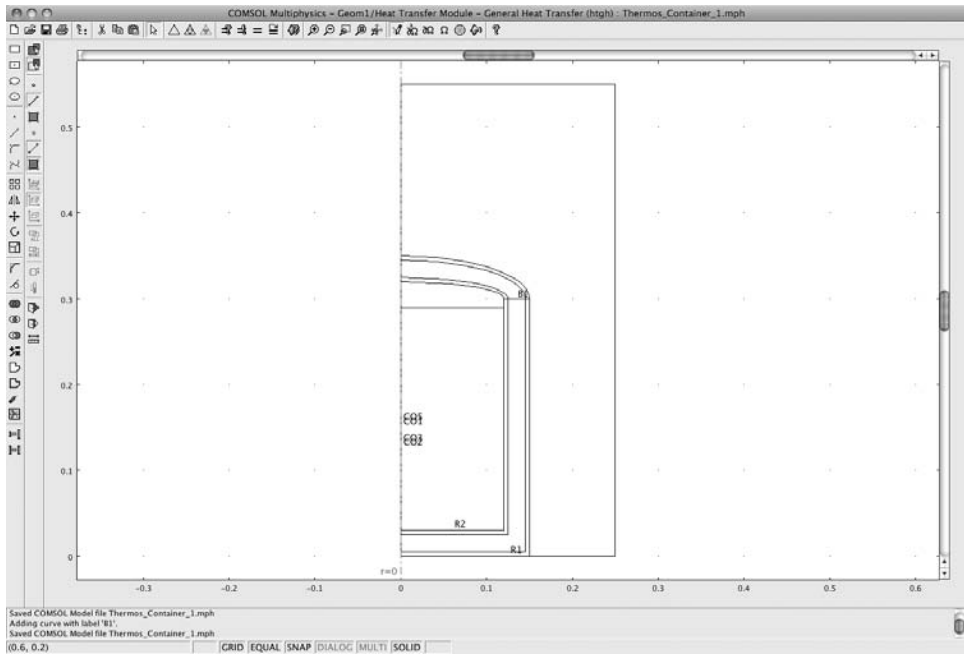 COMSOL Multiphysics – Geom1/Heat Transfer Module – General Heat Transfer (htgh) : Thermos_Container_1.mph
0.5
0.4
0.3
0.2
0.1
0
B1
CO1
CO2
R2
R1
r=0
-0.3 -0.2 -0.1 0 0.1 0.2 0.3 0.4 0.5 0.6
Saved COMSOL Model file Thermos_Container_1.mph
Adding curve with label 'B1'.
Saved COMSOL Model file Thermos_Container_1.mph
(0.6, 0.2) GRID EQUAL SNAP DIALOG MULTI SOLID